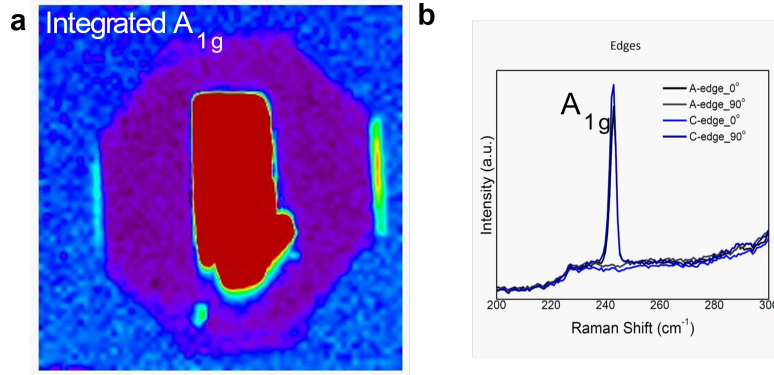 a
Integrated A1g
b
Edges
A1g
A-edge_0°
A-edge_90°
C-edge_0°
C-edge_90°
Intensity (a.u.)
200 220 240 260 280 300
Raman Shift (cm-1)